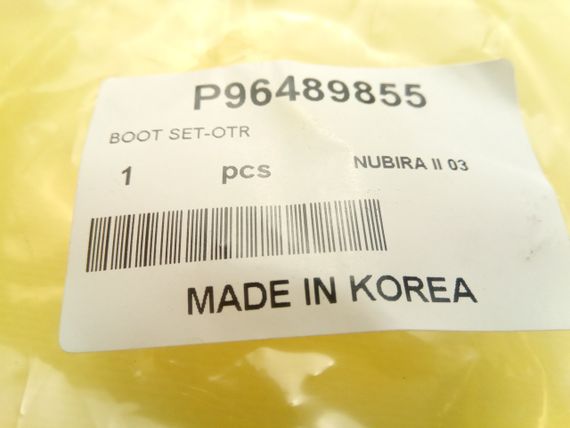 P96489855
BOOT SET-OTR
1 pcs NUBIRA II 03
MADE IN KOREA